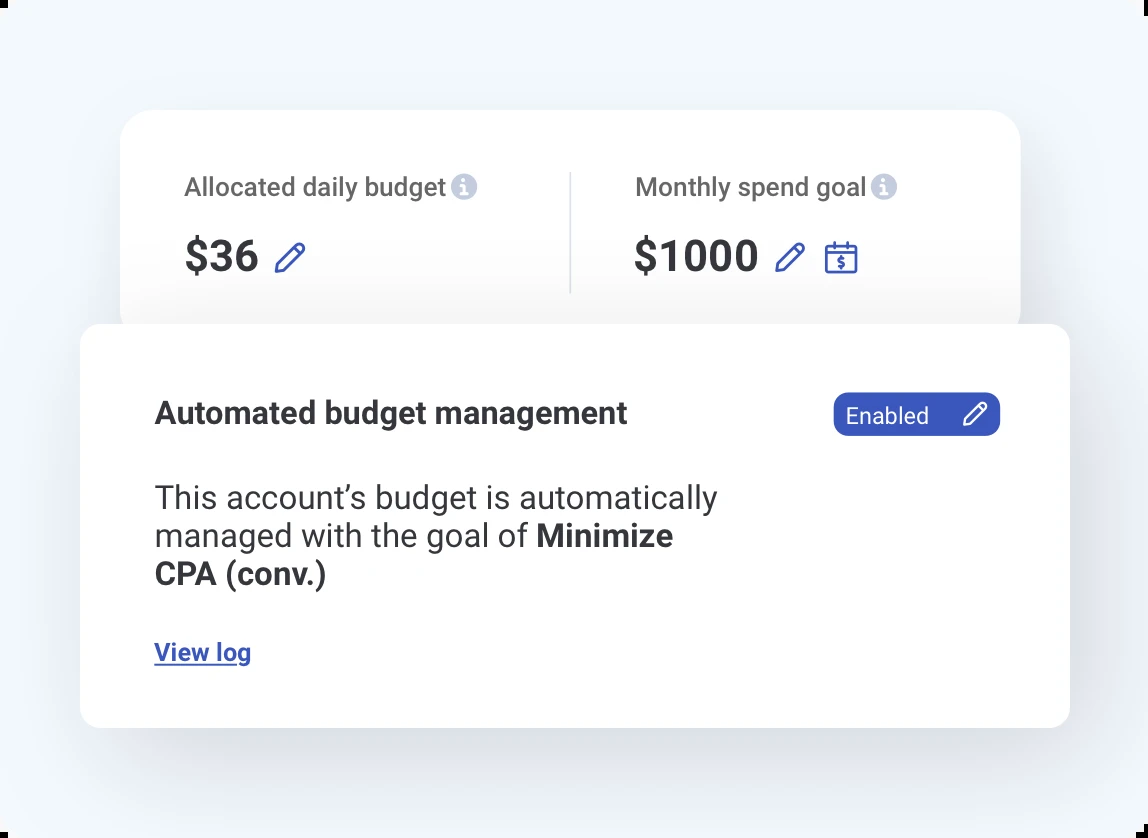 Allocated daily budget
$36
Monthly spend goal
$1000
Automated budget management
Enabled
This account’s budget is automatically
managed with the goal of Minimize
CPA (conv.)
View log